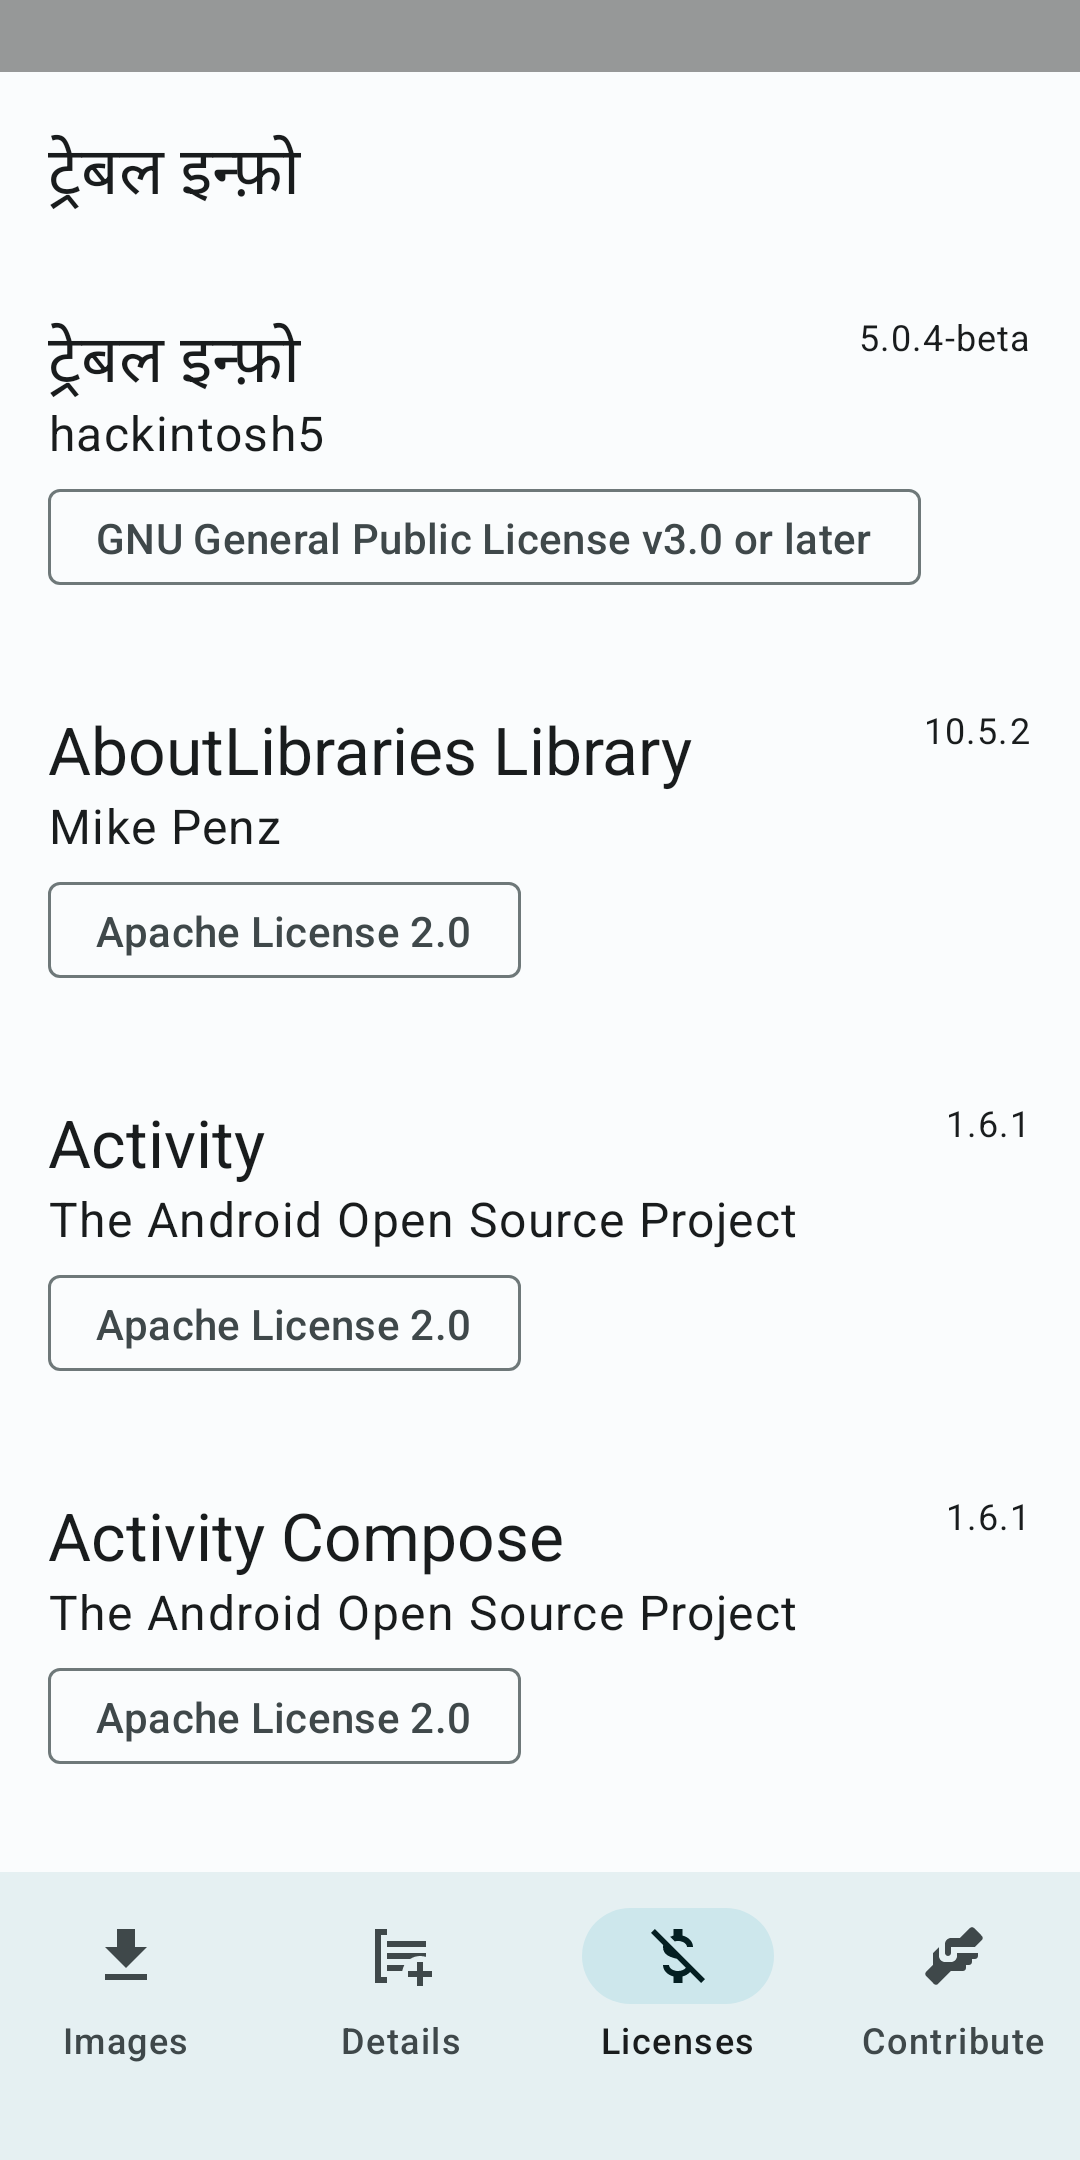 ट्रेबल इन्फ़ो
ट्रेबल इन्फ़ो
5.0.4-beta
hackintosh5
GNU General Public License v3.0 or later
AboutLibraries Library
10.5.2
Mike Penz
Apache License 2.0
Activity
1.6.1
The Android Open Source Project
Apache License 2.0
Activity Compose
1.6.1
The Android Open Source Project
Apache License 2.0
Images
Details
Licenses
Contribute